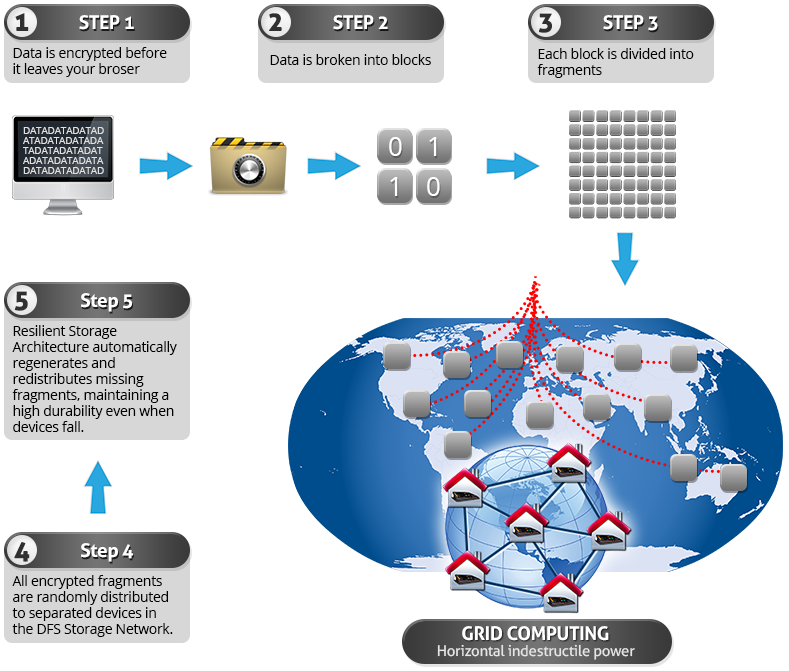 1 STEP 1
Data is encrypted before
it leaves your broser
2 STEP 2
Data is broken into blocks
3 STEP 3
Each block is divided into
fragments
DATADATADATAD
ATADATADATADA
TADATADATADAT
ADATADATADATA
DATADATADATAD
0 1
1 0
5 Step 5
Resilient Storage
Architecture automatically
regenerates and
redistributes missing
fragments, maintaining a
high durability even when
devices fall.
4 Step 4
All encrypted fragments
are randomly distributed
to separated devices in
the DFS Storage Network.
GRID COMPUTING
Horizontal indestructile power